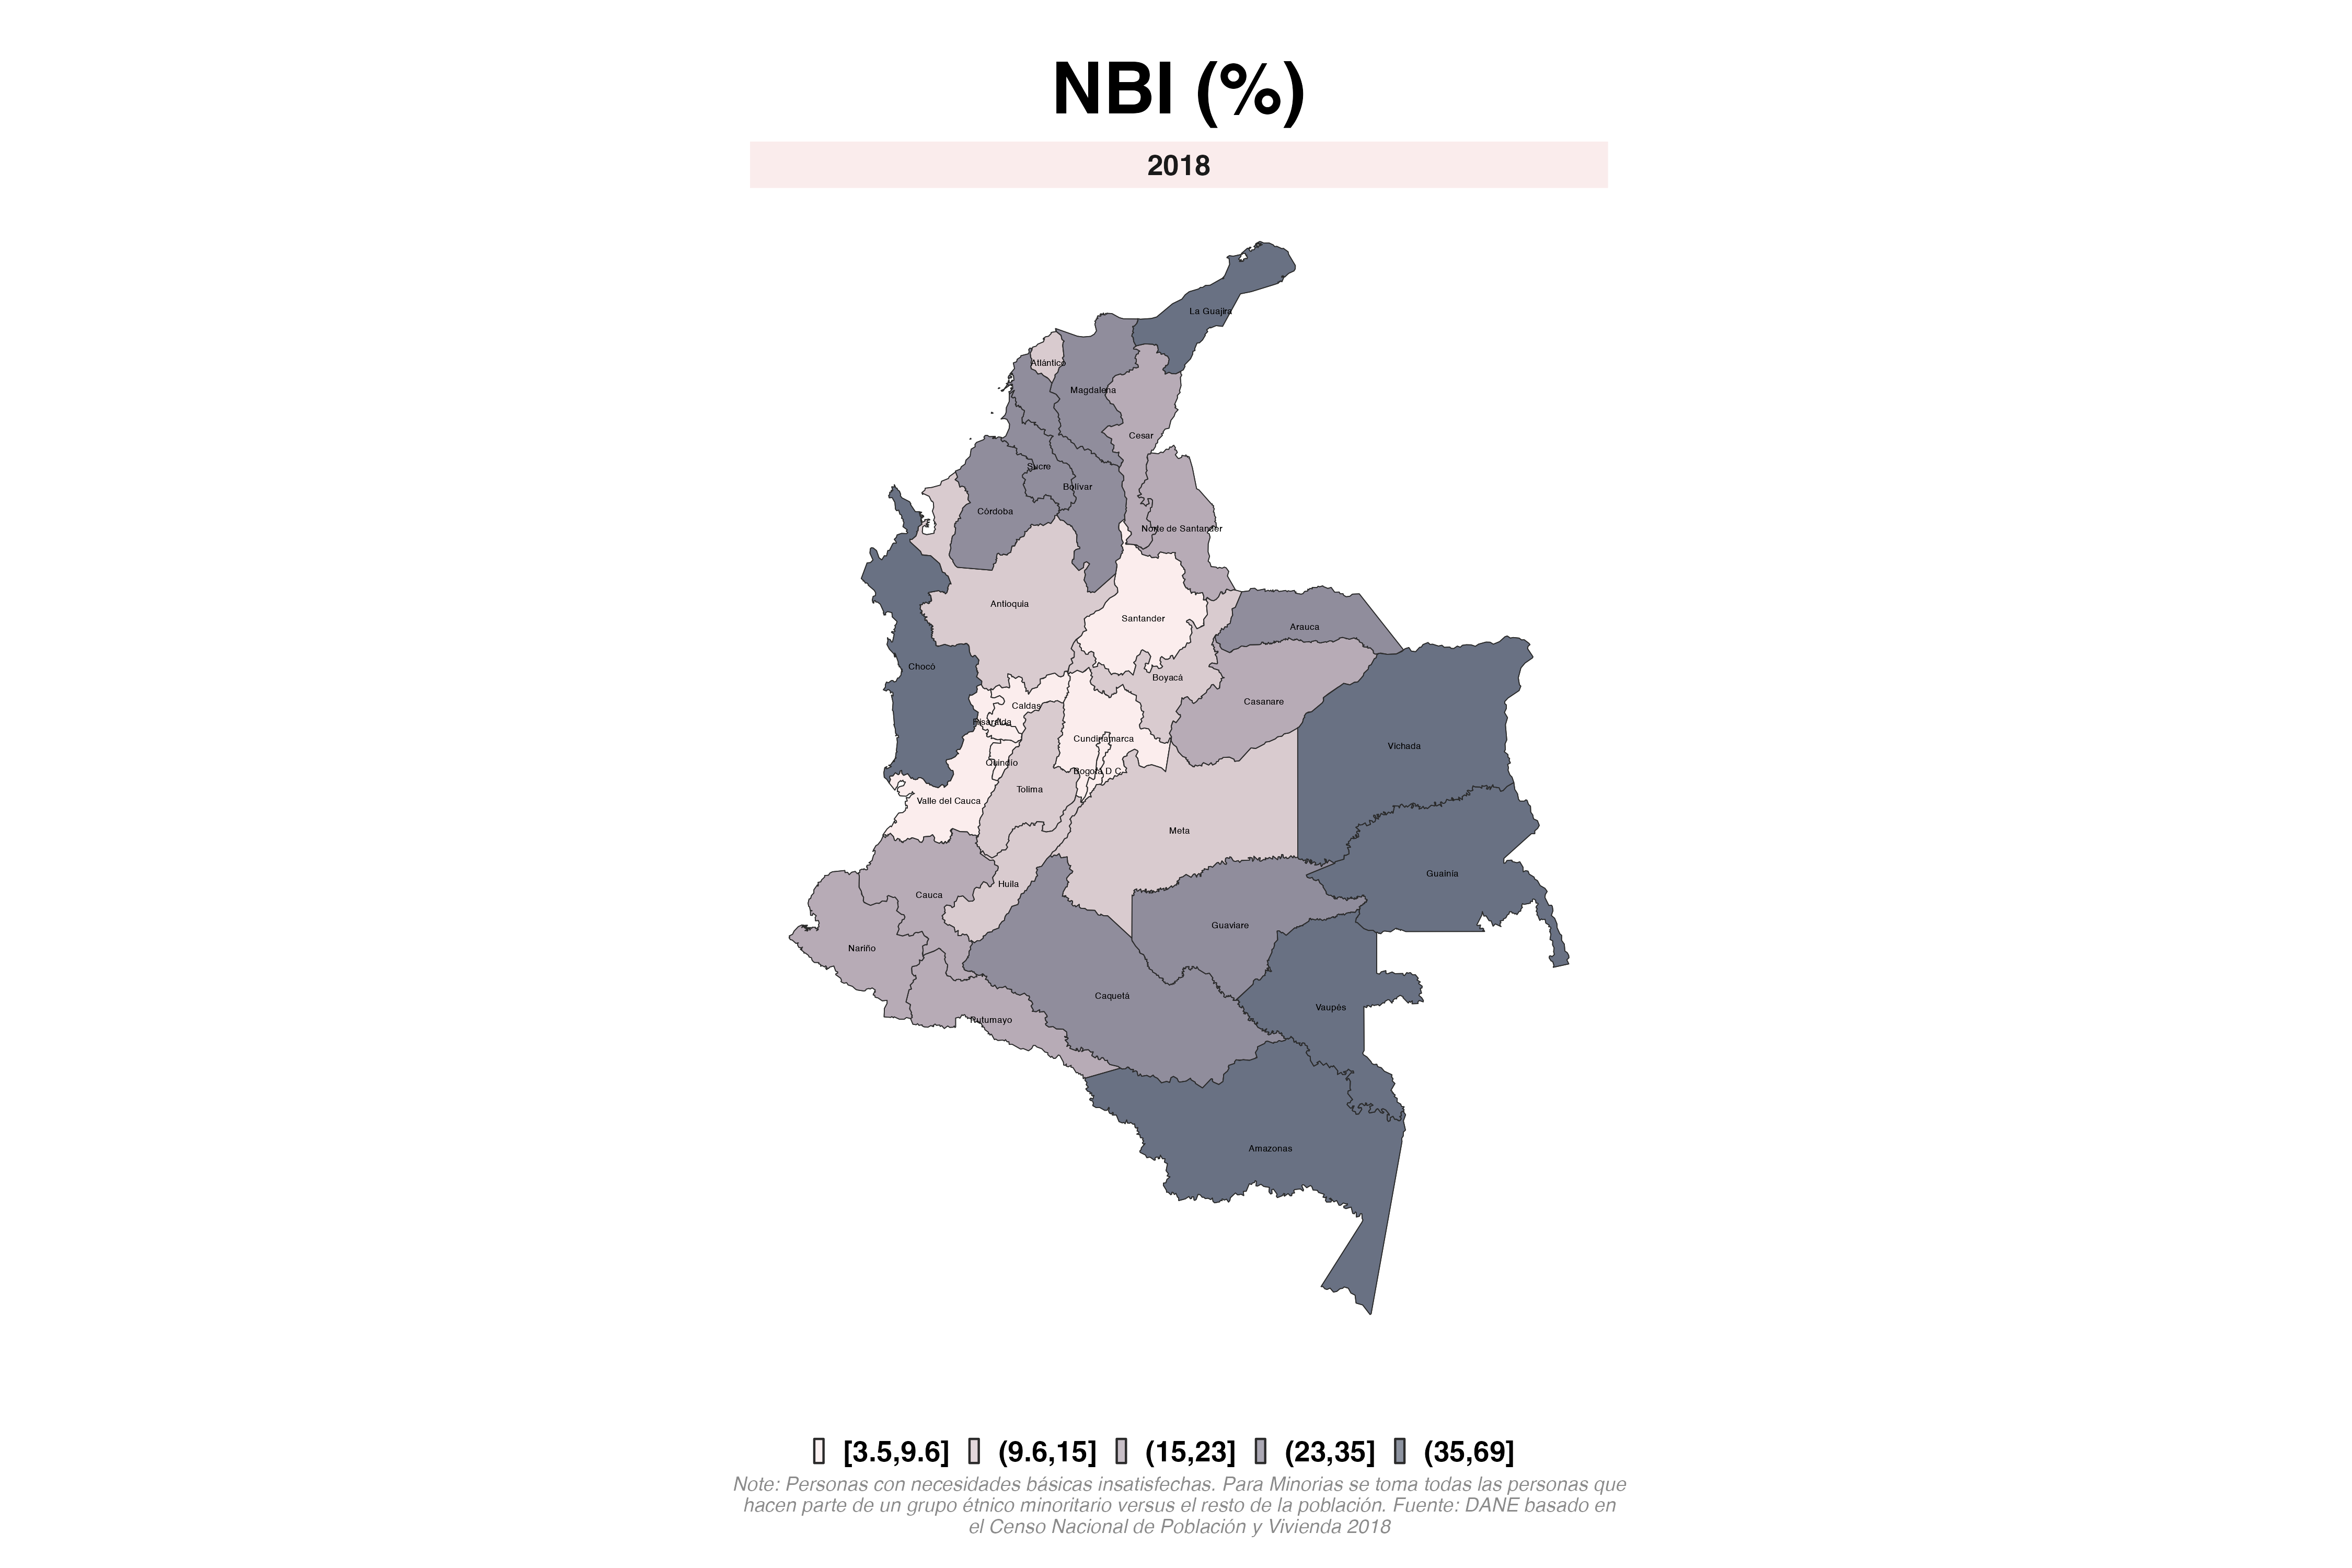 NBI (%)
2018
La Guajira
Atlántico
Magdalena
Cesar
Sucre
Bolívar
Córdoba
Norte de Santander
Antioquia
Santander
Arauca
Chocó
Boyacá
Casanare
Caldas
Risaralda
Cundinamarca
Vichada
Quindío
Bogotá D.C.
Tolima
Valle del Cauca
Meta
Guainía
Huila
Cauca
Guaviare
Nariño
Caquetá
Vaupés
Putumayo
Amazonas
[3.5,9.6] (9.6,15] (15,23] (23,35] (35,69]
Note: Personas con necesidades básicas insatisfechas. Para Minorias se toma todas las personas que
hacen parte de un grupo étnico minoritario versus el resto de la población. Fuente: DANE basado en
el Censo Nacional de Población y Vivienda 2018